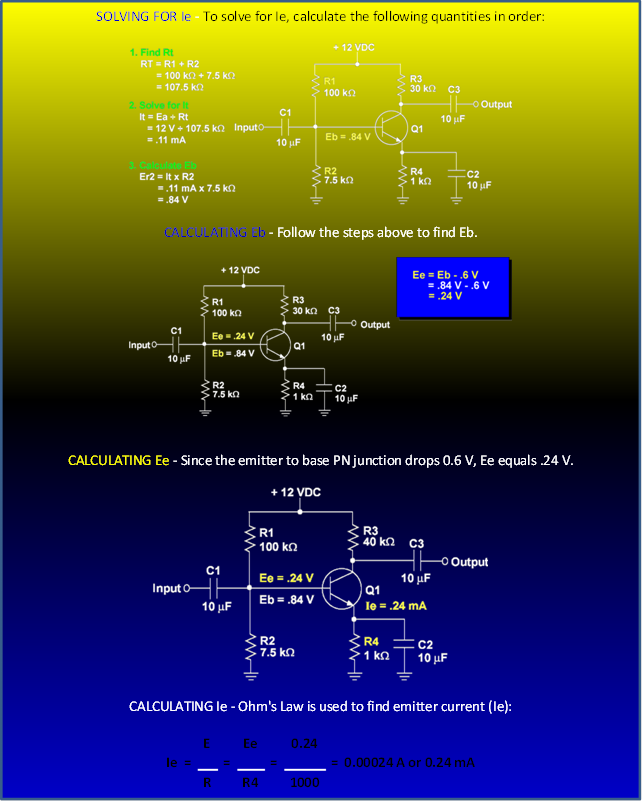 SOLVING FOR Ie - To solve for Ie, calculate the following quantities in order:
1. Find Rt
RT = R1 + R2
= 100 kΩ + 7.5 kΩ
= 107.5 kΩ
2. Solve for It
It = Ea ÷ Rt
= 12 V ÷ 107.5 kΩ
= .11 mA
3. Calculate Eb
Er2 = It x R2
= .11 mA x 7.5 kΩ
= .84 V
+ 12 VDC
R1
100 kΩ
R3
30 kΩ
C3
10 µF
Output
C1
Input
10 µF
Eb = .84 V
Q1
R2
7.5 kΩ
R4
1 kΩ
C2
10 µF
CALCULATING Eb - Follow the steps above to find Eb.
+ 12 VDC
R1
100 kΩ
R3
30 kΩ
C3
10 µF
Output
C1
Input
10 µF
Ee = .24 V
Eb = .84 V
Q1
R2
7.5 kΩ
R4
1 kΩ
C2
10 µF
Ee = Eb - .6 V
= .84 V - .6 V
= .24 V
CALCULATING Ee - Since the emitter to base PN junction drops 0.6 V, Ee equals .24 V.
+ 12 VDC
R1
100 kΩ
R3
40 kΩ
C3
10 µF
Output
C1
Input
10 µF
Ee = .24 V
Eb = .84 V
Q1
Ie = .24 mA
R2
7.5 kΩ
R4
1 kΩ
C2
10 µF
CALCULATING Ie - Ohm's Law is used to find emitter current (Ie):
E Ee 0.24
Ie = = = = 0.00024 A or 0.24 mA
R R4 1000